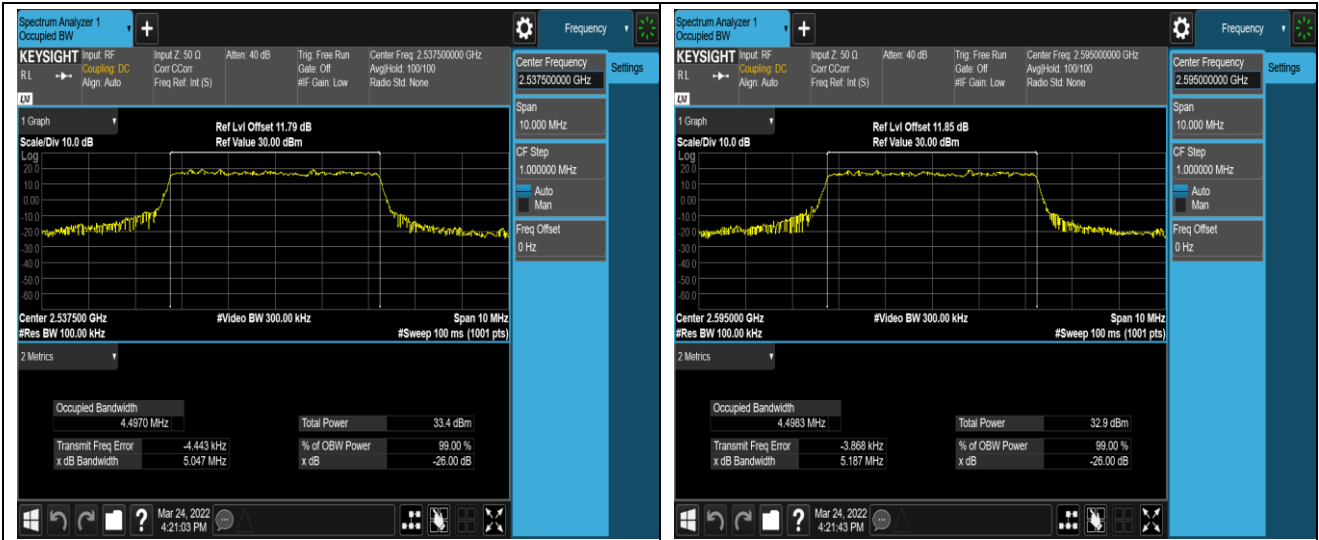 Spectrum Analyzer 1
Occupied BW
+
Frequency
KEYSIGHT
RL
LXI
Input: RF
Coupling: DC
Align: Auto
Input Z: 50 Ω
Corr CCorr
Freq Ref: Int (S)
Atten: 40 dB
Trig: Free Run
Gate: Off
#IF Gain: Low
Center Freq: 2.537500000 GHz
Avg|Hold: 100/100
Radio Std: None
Center Frequency
2.537500000 GHz
Settings
Span
10.000 MHz
CF Step
1.000000 MHz
Auto
Man
Freq Offset
0 Hz
1 Graph
Scale/Div 10.0 dB
Ref Lvl Offset 11.79 dB
Ref Value 30.00 dBm
Log
20.0
10.0
0.00
-10.0
-20.0
-30.0
-40.0
-50.0
-60.0
Center 2.537500 GHz
#Video BW 300.00 kHz
Span 10 MHz
#Res BW 100.00 kHz
#Sweep 100 ms (1001 pts)
2 Metrics
Occupied Bandwidth
4.4970 MHz
Total Power 33.4 dBm
Transmit Freq Error -4.443 kHz
% of OBW Power 99.00 %
x dB Bandwidth 5.047 MHz
x dB -26.00 dB
?
Mar 24, 2022
4:21:03 PM
Spectrum Analyzer 1
Occupied BW
+
Frequency
KEYSIGHT
RL
LXI
Input: RF
Coupling: DC
Align: Auto
Input Z: 50 Ω
Corr CCorr
Freq Ref: Int (S)
Atten: 40 dB
Trig: Free Run
Gate: Off
#IF Gain: Low
Center Freq: 2.595000000 GHz
Avg|Hold: 100/100
Radio Std: None
Center Frequency
2.595000000 GHz
Settings
Span
10.000 MHz
CF Step
1.000000 MHz
Auto
Man
Freq Offset
0 Hz
1 Graph
Scale/Div 10.0 dB
Ref Lvl Offset 11.85 dB
Ref Value 30.00 dBm
Log
20.0
10.0
0.00
-10.0
-20.0
-30.0
-40.0
-50.0
-60.0
Center 2.595000 GHz
#Video BW 300.00 kHz
Span 10 MHz
#Res BW 100.00 kHz
#Sweep 100 ms (1001 pts)
2 Metrics
Occupied Bandwidth
4.4983 MHz
Total Power 32.9 dBm
Transmit Freq Error -3.868 kHz
% of OBW Power 99.00 %
x dB Bandwidth 5.187 MHz
x dB -26.00 dB
?
Mar 24, 2022
4:21:43 PM